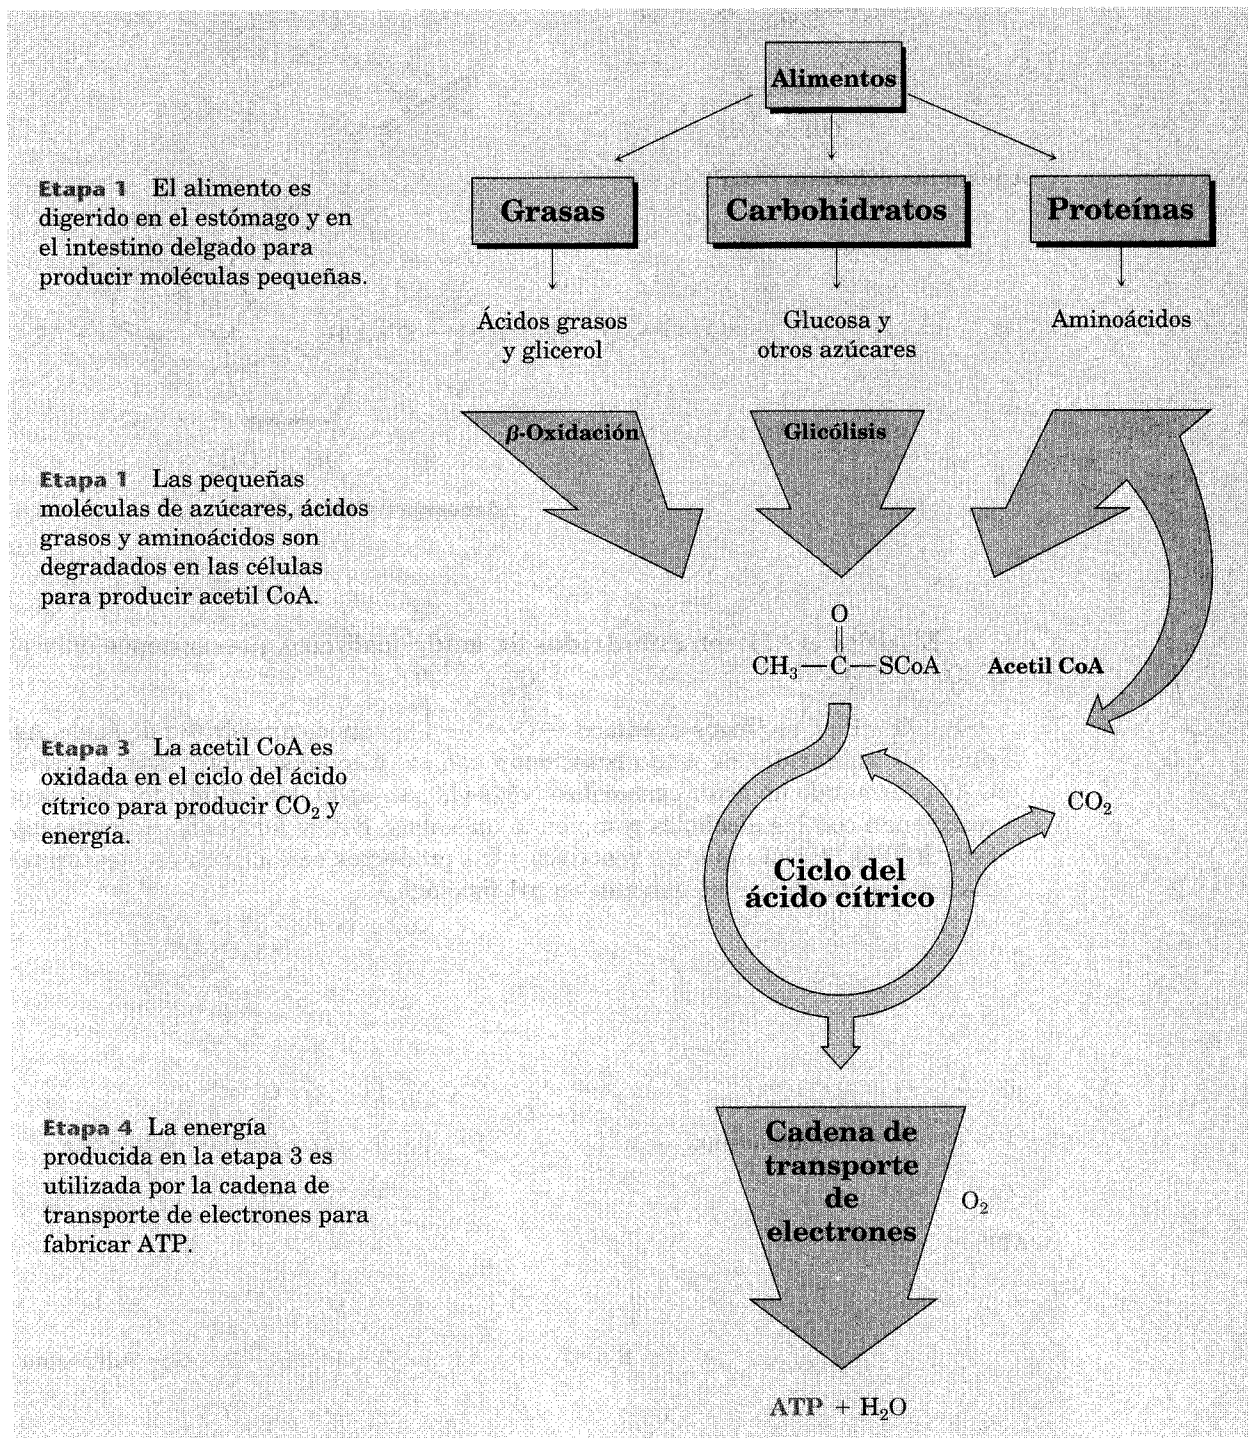 Alimentos
Grasas
Carbohidratos
Proteínas
Etapa 1 El alimento es
digerido en el estómago y en
el intestino delgado para
producir moléculas pequeñas.
Ácidos grasos
y glicerol
Glucosa y
otros azúcares
Aminoácidos
β-Oxidación
Glicólisis
Etapa 1 Las pequeñas
moléculas de azúcares, ácidos
grasos y aminoácidos son
degradados en las células
para producir acetil CoA.
O
CH₃—C—SCoA
Acetil CoA
Etapa 3 La acetil CoA es
oxidada en el ciclo del ácido
cítrico para producir CO₂ y
energía.
CO₂
Ciclo del
ácido cítrico
Etapa 4 La energía
producida en la etapa 3 es
utilizada por la cadena de
transporte de electrones para
fabricar ATP.
Cadena de
transporte
de
electrones
O₂
ATP + H₂O